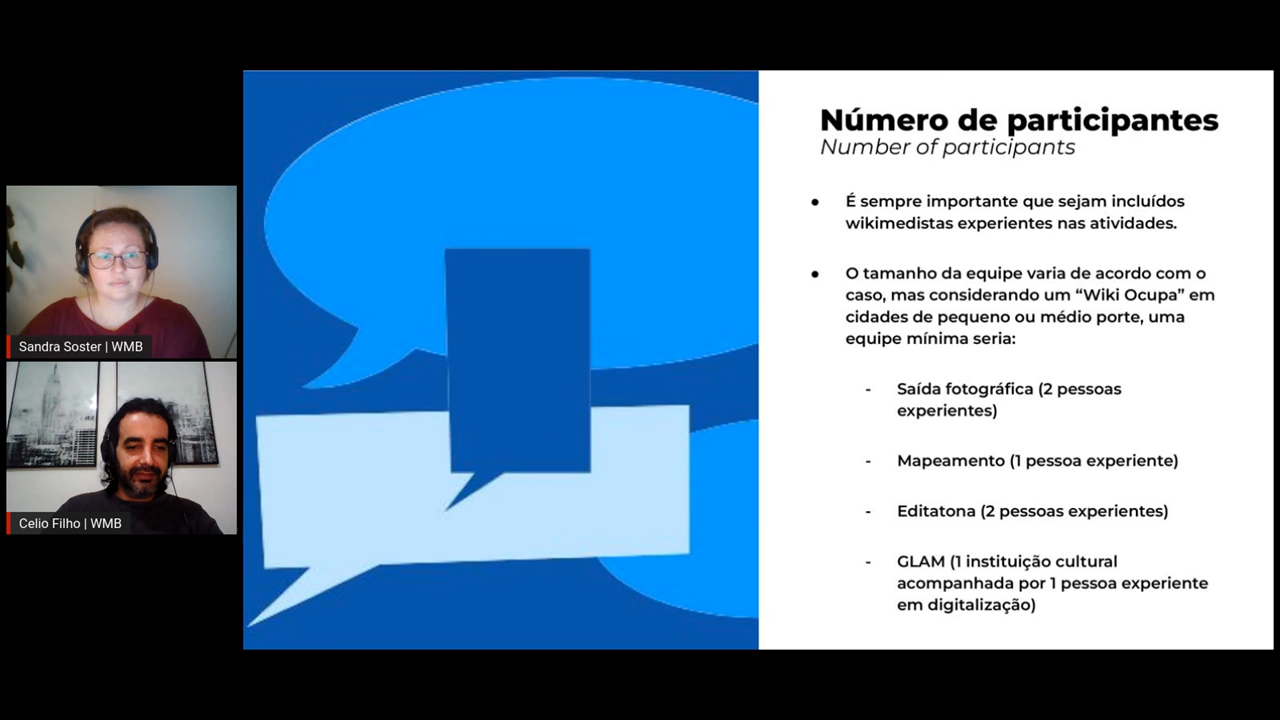 Sandra Soster | WMB
Celio Filho | WMB
Número de participantes
Number of participants
● É sempre importante que sejam incluídos
wikimedistas experientes nas atividades.
● O tamanho da equipe varia de acordo com o
caso, mas considerando um “Wiki Ocupa” em
cidades de pequeno ou médio porte, uma
equipe mínima seria:
- Saída fotográfica (2 pessoas
experientes)
- Mapeamento (1 pessoa experiente)
- Editatona (2 pessoas experientes)
- GLAM (1 instituição cultural
acompanhada por 1 pessoa experiente
em digitalização)